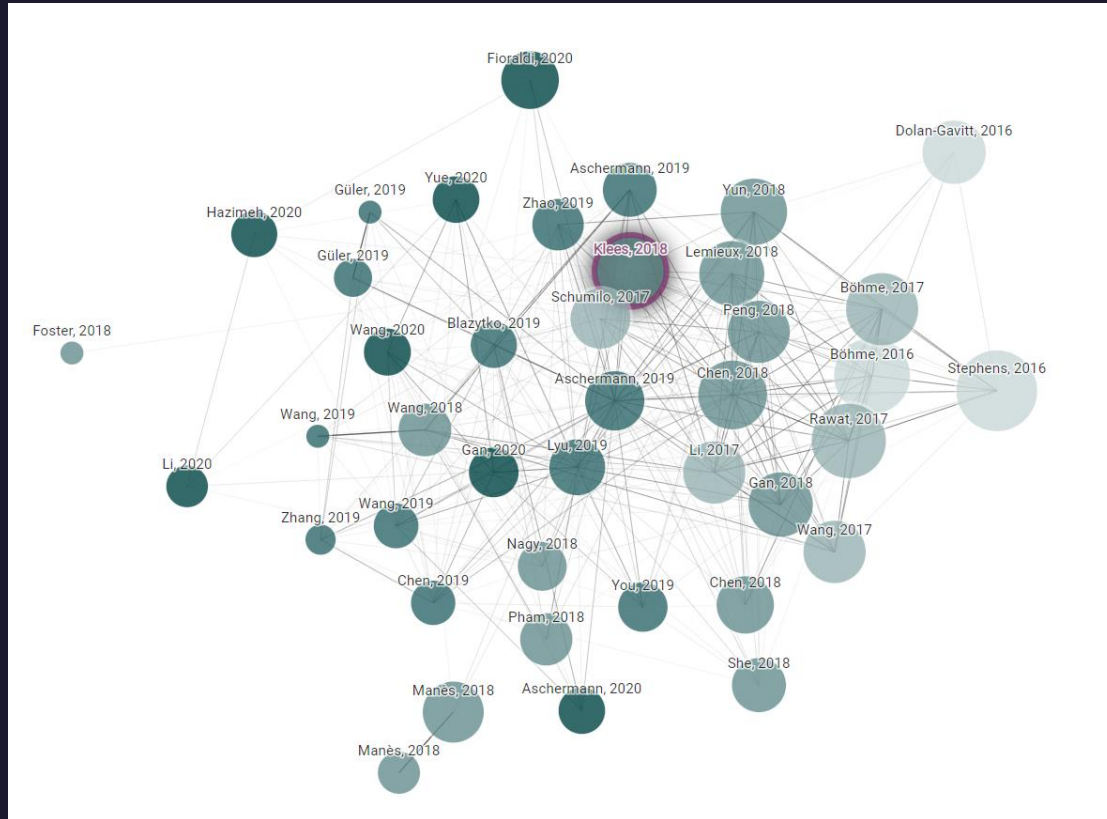 Fioraldi, 2020
Dolan-Gavitt, 2016
Aschermann, 2019
Yue, 2020
Güler, 2019
Yun, 2018
Zhao, 2019
Hazimeh, 2020
Klees, 2018
Lemieux, 2018
Güler, 2019
Böhme, 2017
Schumilo, 2017
Peng, 2018
Foster, 2018
Wang, 2020
Blazytko, 2019
Böhme, 2016
Stephens, 2016
Aschermann, 2019
Chen, 2018
Wang, 2019
Wang, 2018
Rawat, 2017
Li, 2020
Gan, 2020
Lyu, 2019
Li, 2017
Gan, 2018
Zhang, 2019
Wang, 2019
Wang, 2017
Nagy, 2018
Chen, 2019
You, 2019
Chen, 2018
Pham, 2018
She, 2018
Manes, 2018
Aschermann, 2020
Manès, 2018